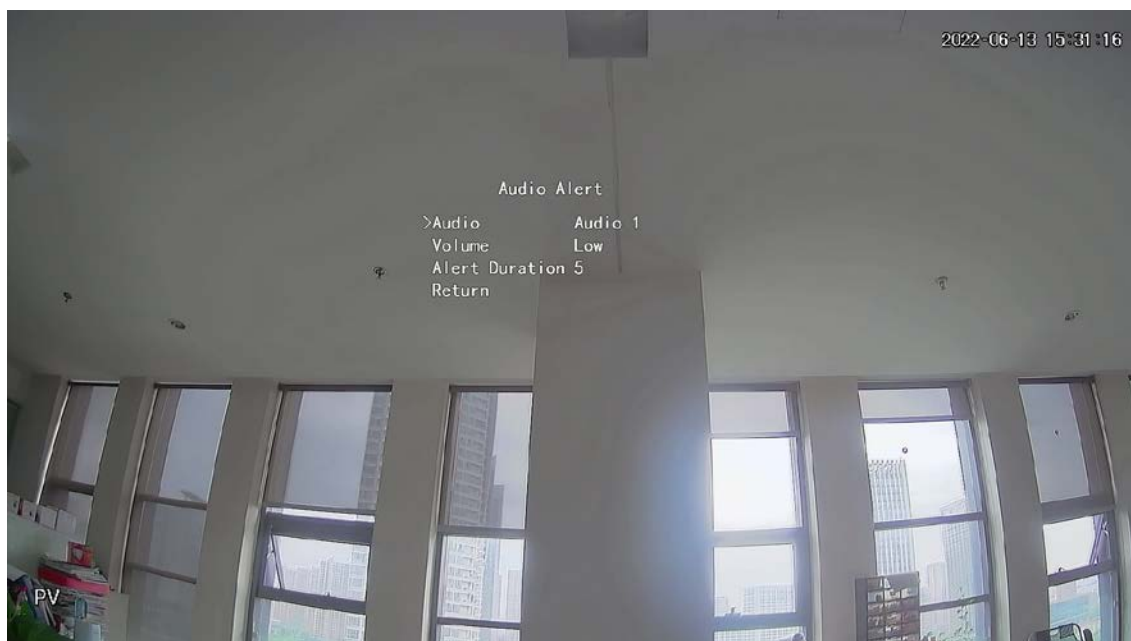 2022-06-13 15:31:16
Audio Alert
>Audio Audio 1
Volume Low
Alert Duration 5
Return
PV